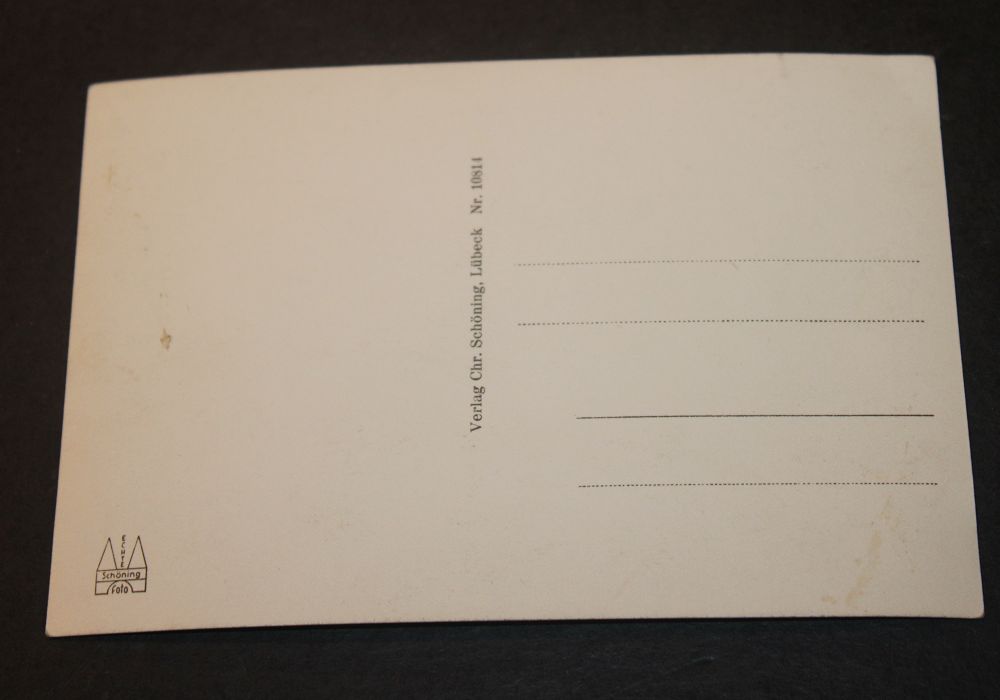 Verlag Chr. Schöning, Lübeck Nr. 10814
ECHTE
Schöning
Foto